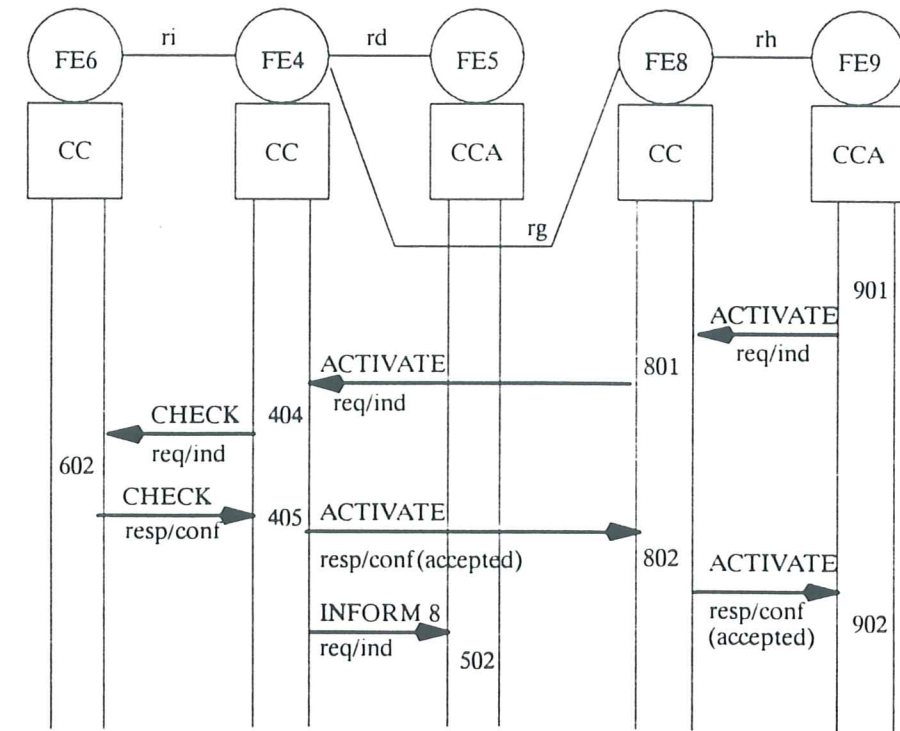 ri
rd
rh
FE6
FE4
FE5
FE8
FE9
CC
CC
CCA
CC
CCA
rg
901
ACTIVATE
req/ind
ACTIVATE
801
req/ind
CHECK
404
req/ind
602
CHECK
405
ACTIVATE
resp/conf
resp/conf (accepted)
802
ACTIVATE
INFORM 8
resp/conf
902
req/ind
(accepted)
502